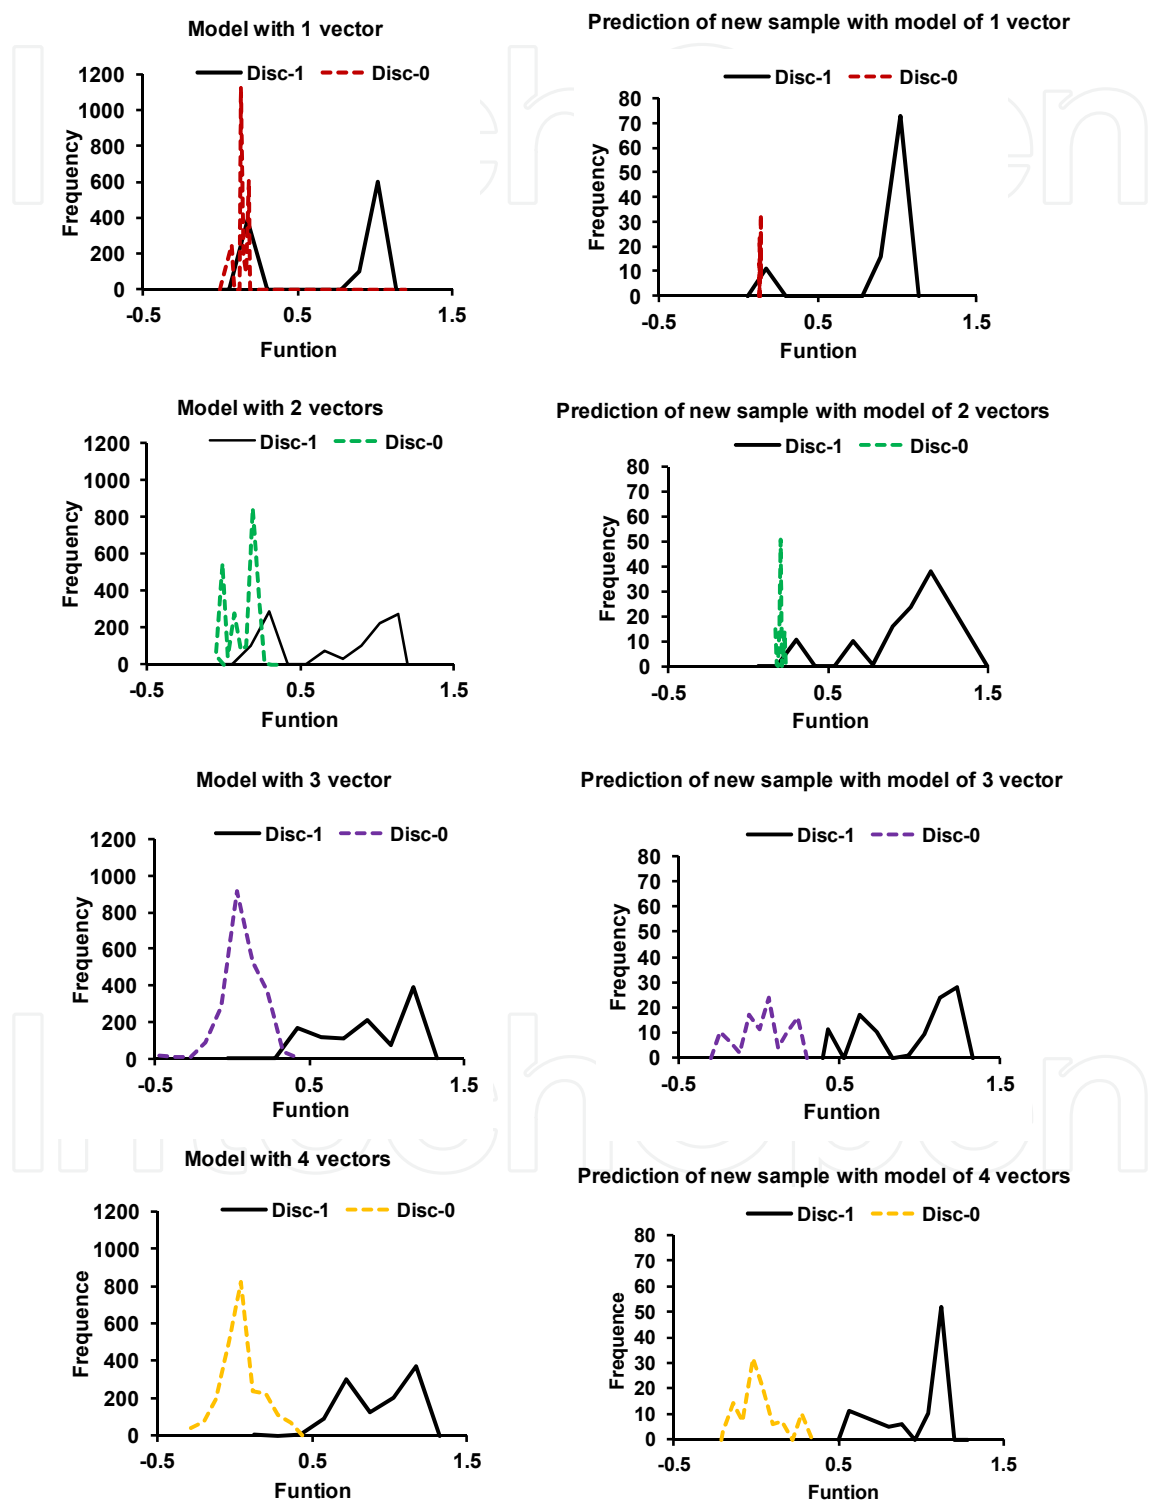 Model with 1 vector
Disc-1 Disc-0
1200
1000
800
600
400
200
0
-0.5 0.5 1.5
Frequency
Funtion
Prediction of new sample with model of 1 vector
Disc-1 Disc-0
80
70
60
50
40
30
20
10
0
-0.5 0.5 1.5
Frequency
Funtion
Model with 2 vectors
Disc-1 Disc-0
1200
1000
800
600
400
200
0
-0.5 0.5 1.5
Frequency
Funtion
Prediction of new sample with model of 2 vectors
Disc-1 Disc-0
80
70
60
50
40
30
20
10
0
-0.5 0.5 1.5
Frequency
Funtion
Model with 3 vector
Disc-1 Disc-0
1200
1000
800
600
400
200
0
-0.5 0.5 1.5
Frequency
Funtion
Prediction of new sample with model of 3 vector
Disc-1 Disc-0
80
70
60
50
40
30
20
10
0
-0.5 0.5 1.5
Frequency
Funtion
Model with 4 vectors
Disc-1 Disc-0
1200
1000
800
600
400
200
0
-0.5 0.5 1.5
Frequence
Funtion
Prediction of new sample with model of 4 vectors
Disc-1 Disc-0
80
70
60
50
40
30
20
10
0
-0.5 0.5 1.5
Frequence
Funtion